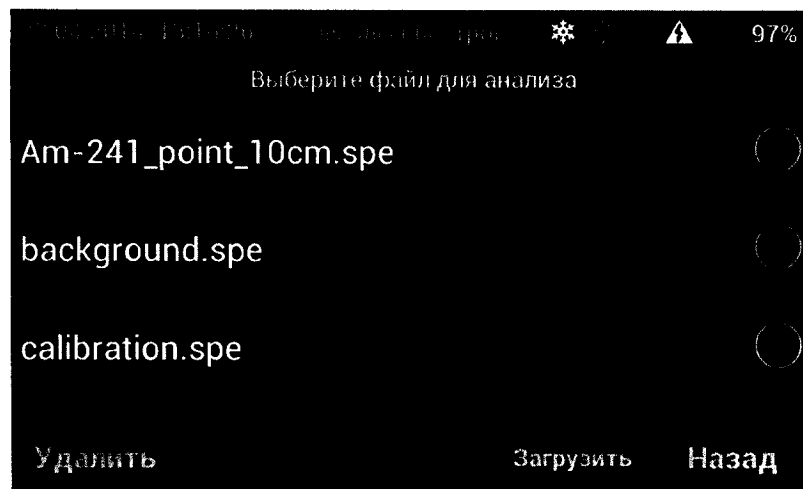 97%
Выберите файл для анализа
Am-241_point_10cm.spe
background.spe
calibration.spe
Удалить Загрузить Назад